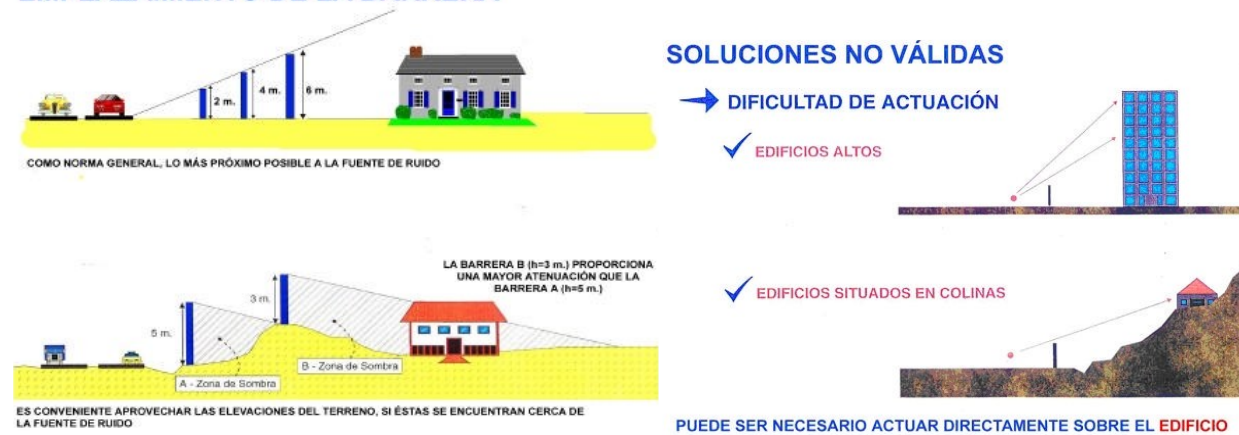 2 m.
4 m.
6 m.
COMO NORMA GENERAL, LO MÁS PRÓXIMO POSIBLE A LA FUENTE DE RUIDO
LA BARRERA B (h=3 m.) PROPORCIONA
UNA MAYOR ATENUACIÓN QUE LA
BARRERA A (h=5 m.)
3 m.
5 m.
B - Zona de Sombra
A - Zona de Sombra
ES CONVENIENTE APROVECHAR LAS ELEVACIONES DEL TERRENO, SI ÉSTAS SE ENCUENTRAN CERCA DE
LA FUENTE DE RUIDO
SOLUCIONES NO VÁLIDAS
DIFICULTAD DE ACTUACIÓN
EDIFICIOS ALTOS
EDIFICIOS SITUADOS EN COLINAS
PUEDE SER NECESARIO ACTUAR DIRECTAMENTE SOBRE EL EDIFICIO